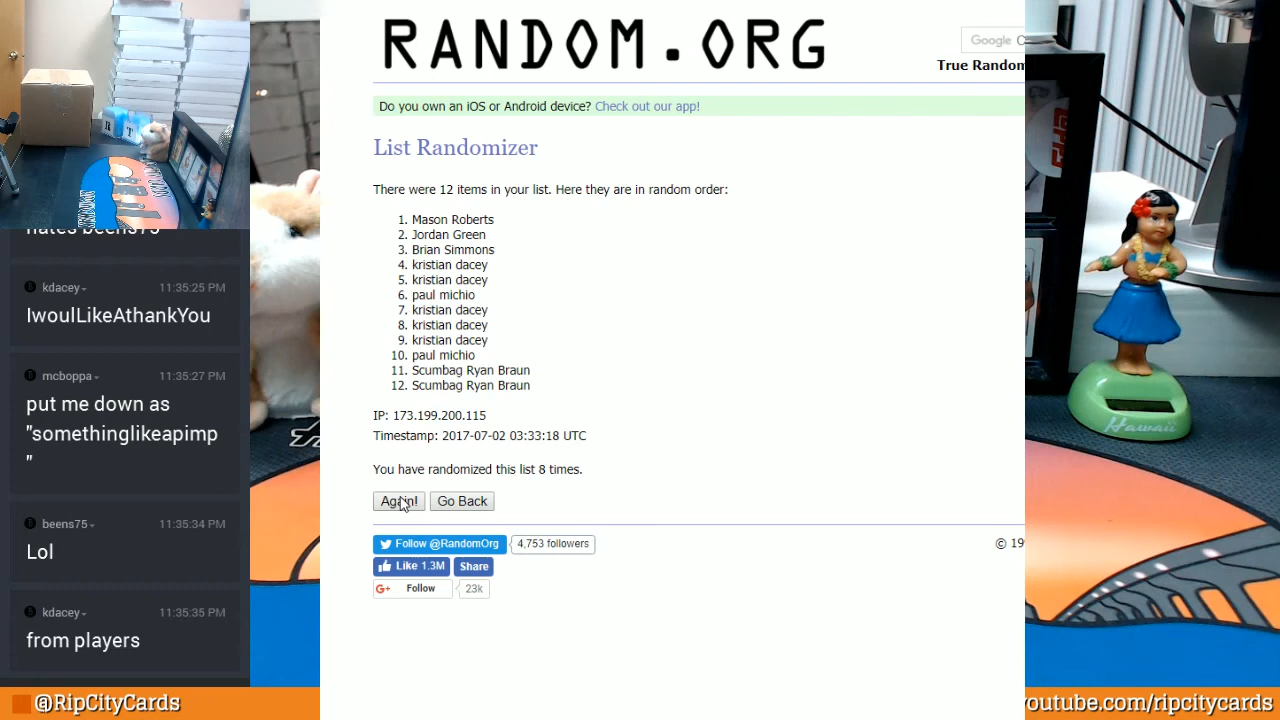 RANDOM.ORG
Google C
True Random
Do you own an iOS or Android device? Check out our app!
List Randomizer
There were 12 items in your list. Here they are in random order:
1. Mason Roberts
2. Jordan Green
3. Brian Simmons
4. kristian dacey
5. kristian dacey
6. paul michio
7. kristian dacey
8. kristian dacey
9. kristian dacey
10. paul michio
11. Scumbag Ryan Braun
12. Scumbag Ryan Braun
IP: 173.199.200.115
Timestamp: 2017-07-02 03:33:18 UTC
You have randomized this list 8 times.
Again! Go Back
Follow @RandomOrg 4,753 followers
© 19
Like 1.3M Share
G+ Follow 23k
hates beens75
kdacey 11:35:25 PM
IwoulLikeAthankYou
mcboppa 11:35:27 PM
put me down as
"somethinglikeapimp
"
beens75 11:35:34 PM
Lol
kdacey 11:35:35 PM
from players
Hawaii
@RipCityCards
youtube.com/ripcitycards